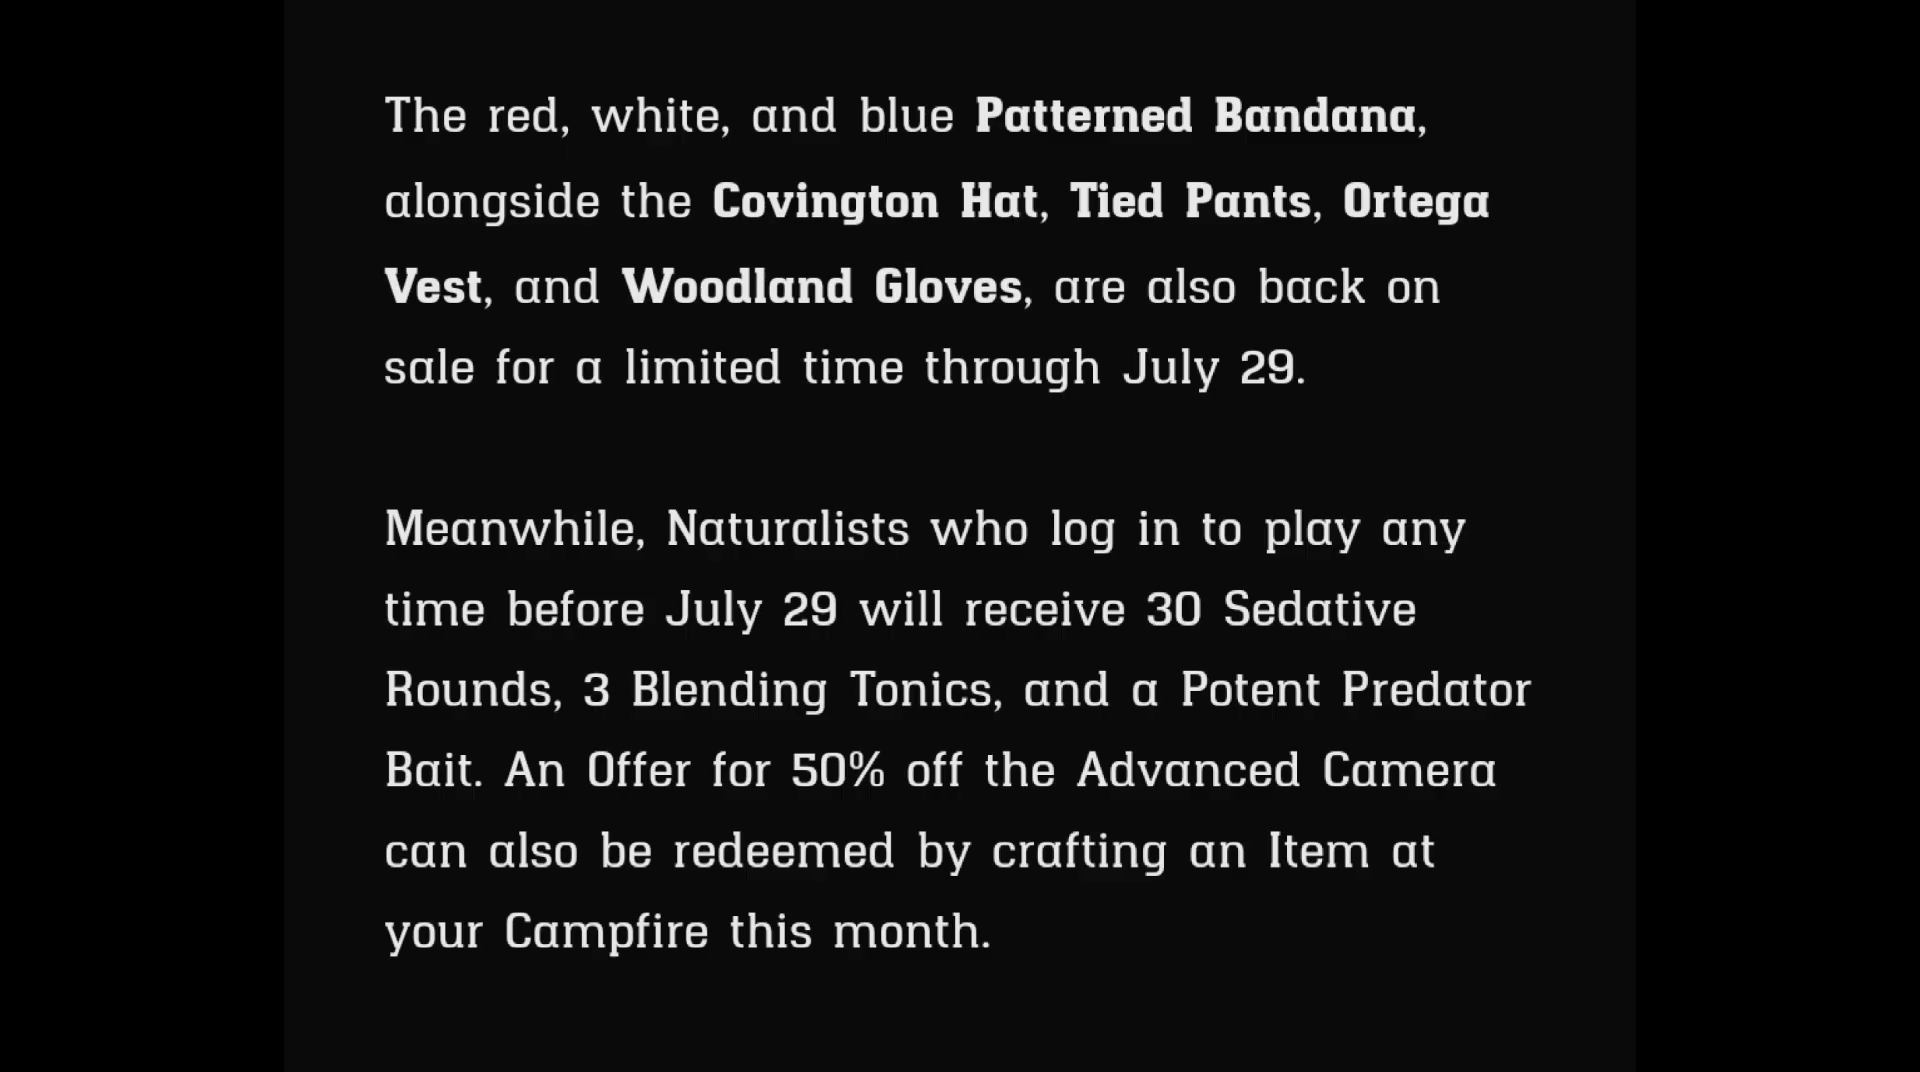 The red, white, and blue Patterned Bandana,
alongside the Covington Hat, Tied Pants, Ortega
Vest, and Woodland Gloves, are also back on
sale for a limited time through July 29.
Meanwhile, Naturalists who log in to play any
time before July 29 will receive 30 Sedative
Rounds, 3 Blending Tonics, and a Potent Predator
Bait. An Offer for 50% off the Advanced Camera
can also be redeemed by crafting an Item at
your Campfire this month.